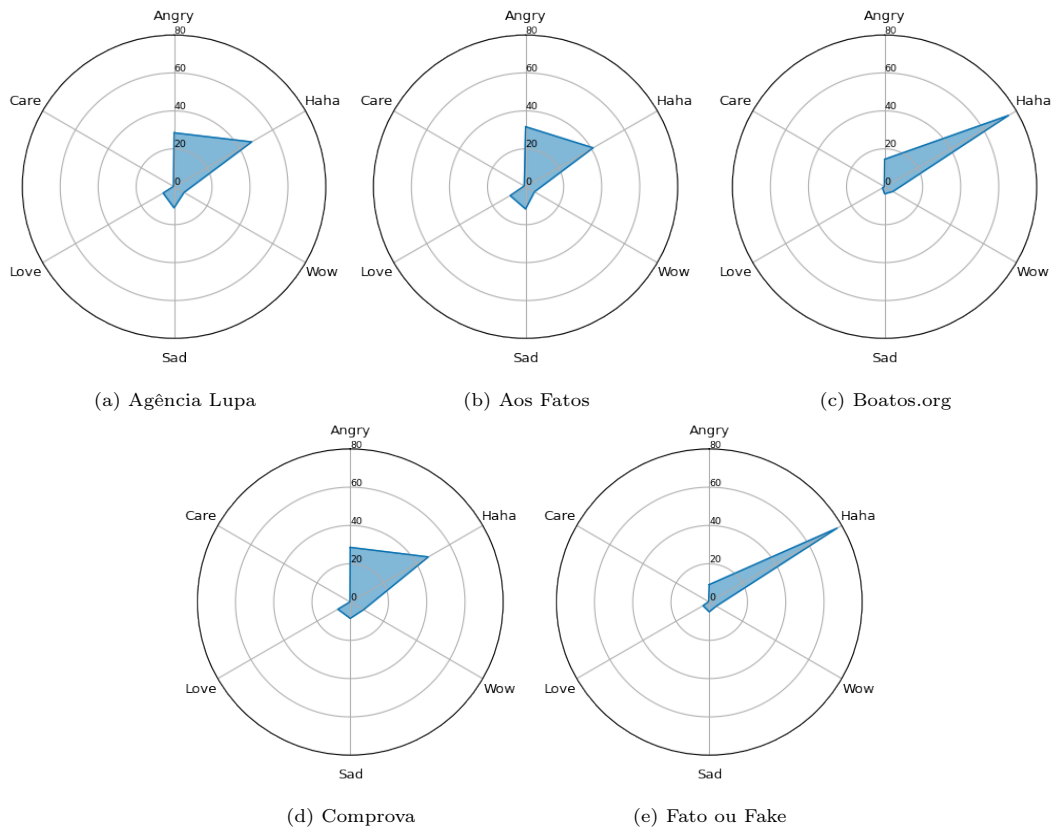 Angry
80
60
40
20
0
Haha
Care
Wow
Love
Sad
(a) Agência Lupa
Angry
80
60
40
20
0
Haha
Care
Wow
Love
Sad
(b) Aos Fatos
Angry
80
60
40
20
0
Haha
Care
Wow
Love
Sad
(c) Boatos.org
Angry
80
60
40
20
0
Haha
Care
Wow
Love
Sad
(d) Comprova
Angry
80
60
40
20
0
Haha
Care
Wow
Love
Sad
(e) Fato ou Fake